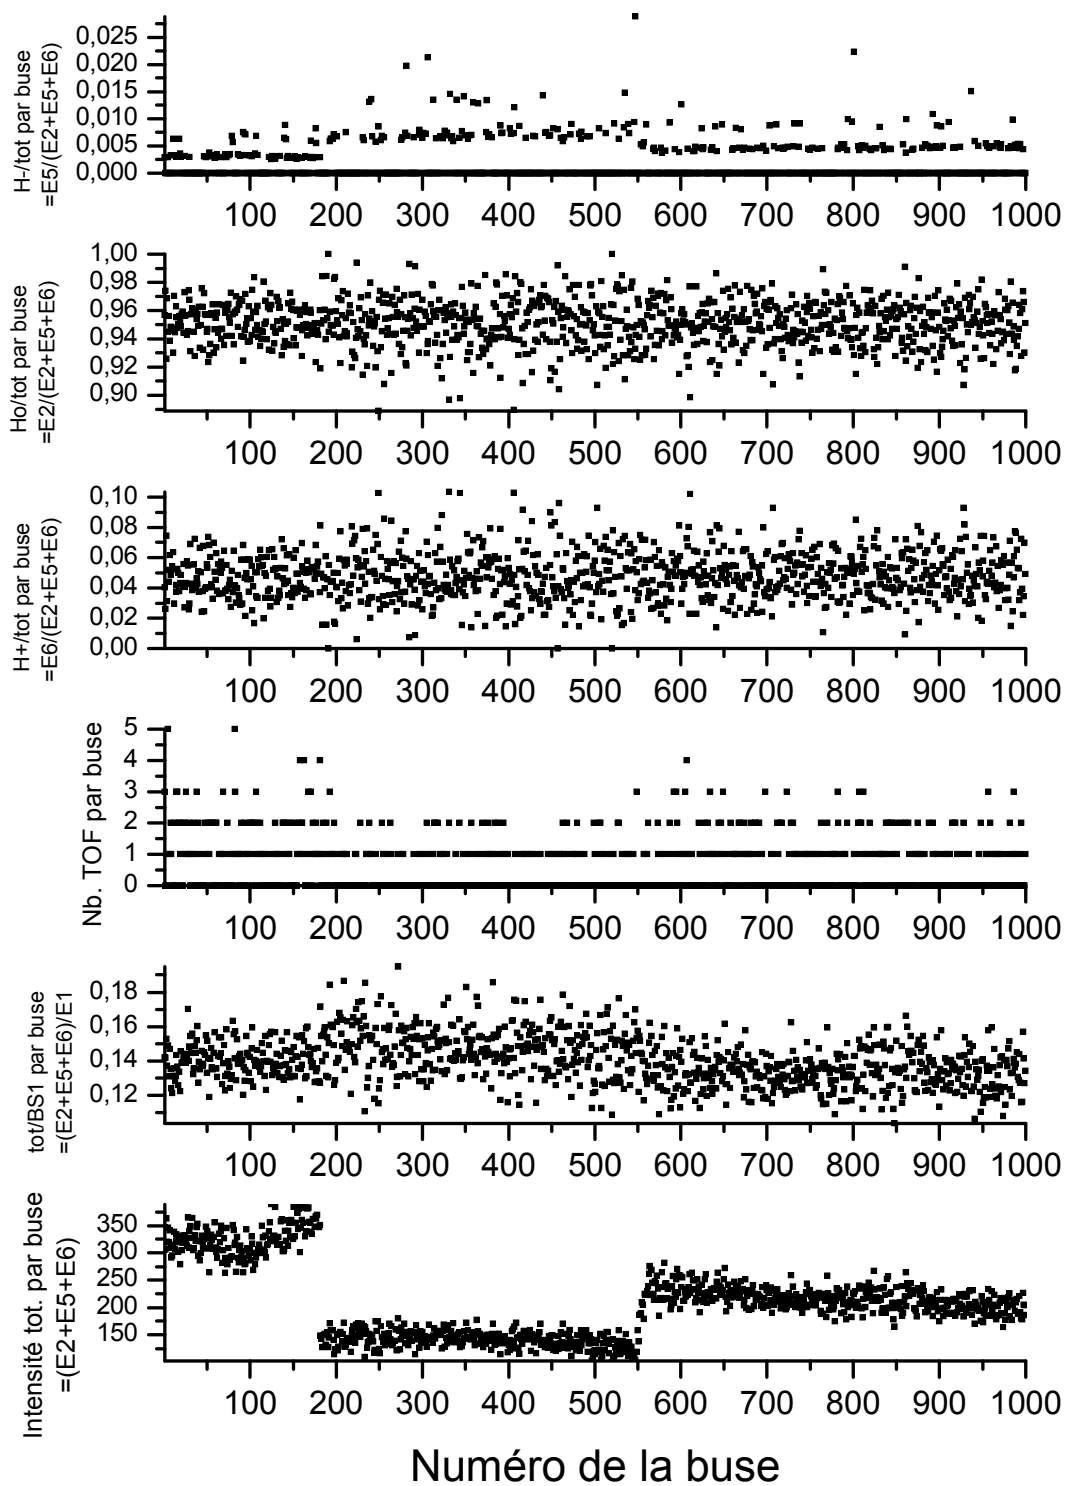 H-/tot par buse
=E5/(E2+E5+E6)
0,025
0,020
0,015
0,010
0,005
0,000
100 200 300 400 500 600 700 800 900 1000
Ho/tot par buse
=E2/(E2+E5+E6)
1,00
0,98
0,96
0,94
0,92
0,90
100 200 300 400 500 600 700 800 900 1000
H+/tot par buse
=E6/(E2+E5+E6)
0,10
0,08
0,06
0,04
0,02
0,00
100 200 300 400 500 600 700 800 900 1000
Nb. TOF par buse
5
4
3
2
1
0
100 200 300 400 500 600 700 800 900 1000
tot/BS1 par buse
=(E2+E5+E6)/E1
0,18
0,16
0,14
0,12
100 200 300 400 500 600 700 800 900 1000
Intensité tot. par buse
=(E2+E5+E6)
350
300
250
200
150
100 200 300 400 500 600 700 800 900 1000
Numéro de la buse